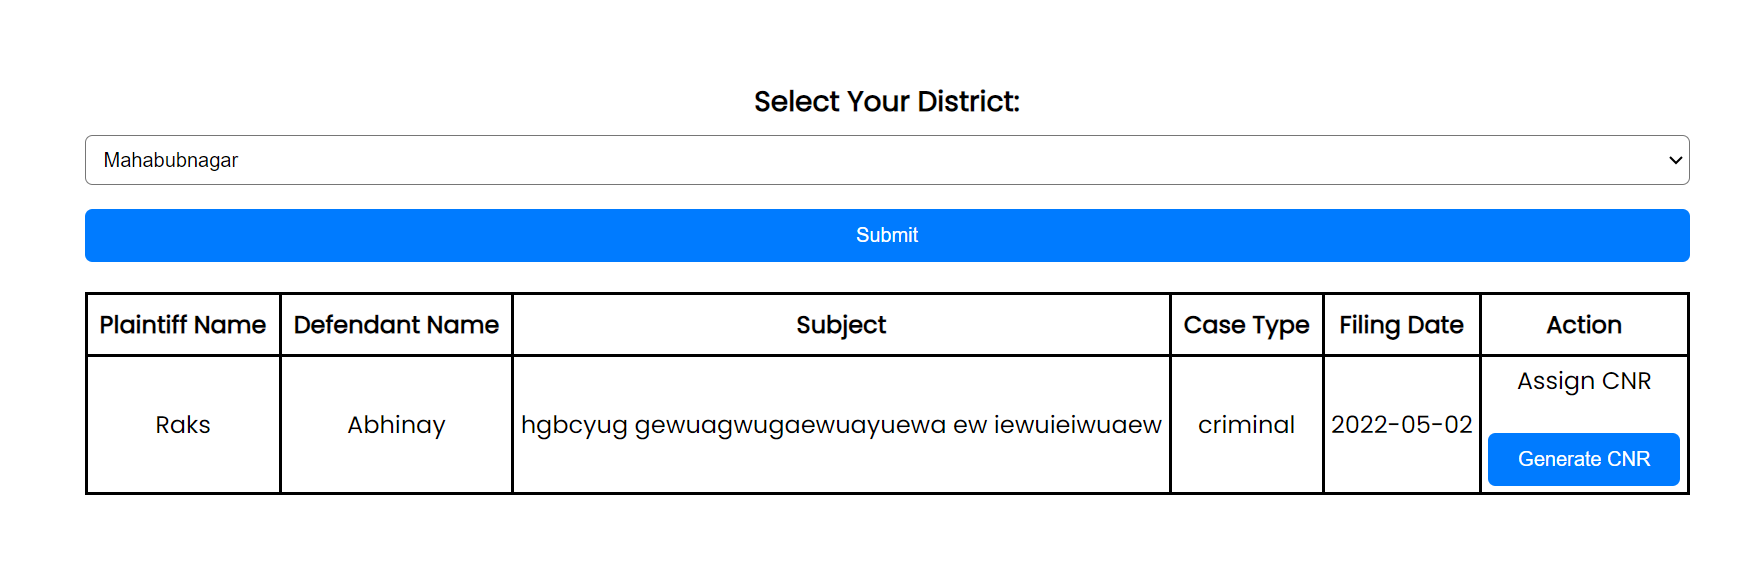 Select Your District:
Mahabubnagar
Submit
Plaintiff Name Defendant Name Subject Case Type Filing Date Action
Raks Abhinay hgbcyug gewuagwugaewuayuewa ew iewuieiwuaew criminal 2022-05-02 Assign CNR
Generate CNR